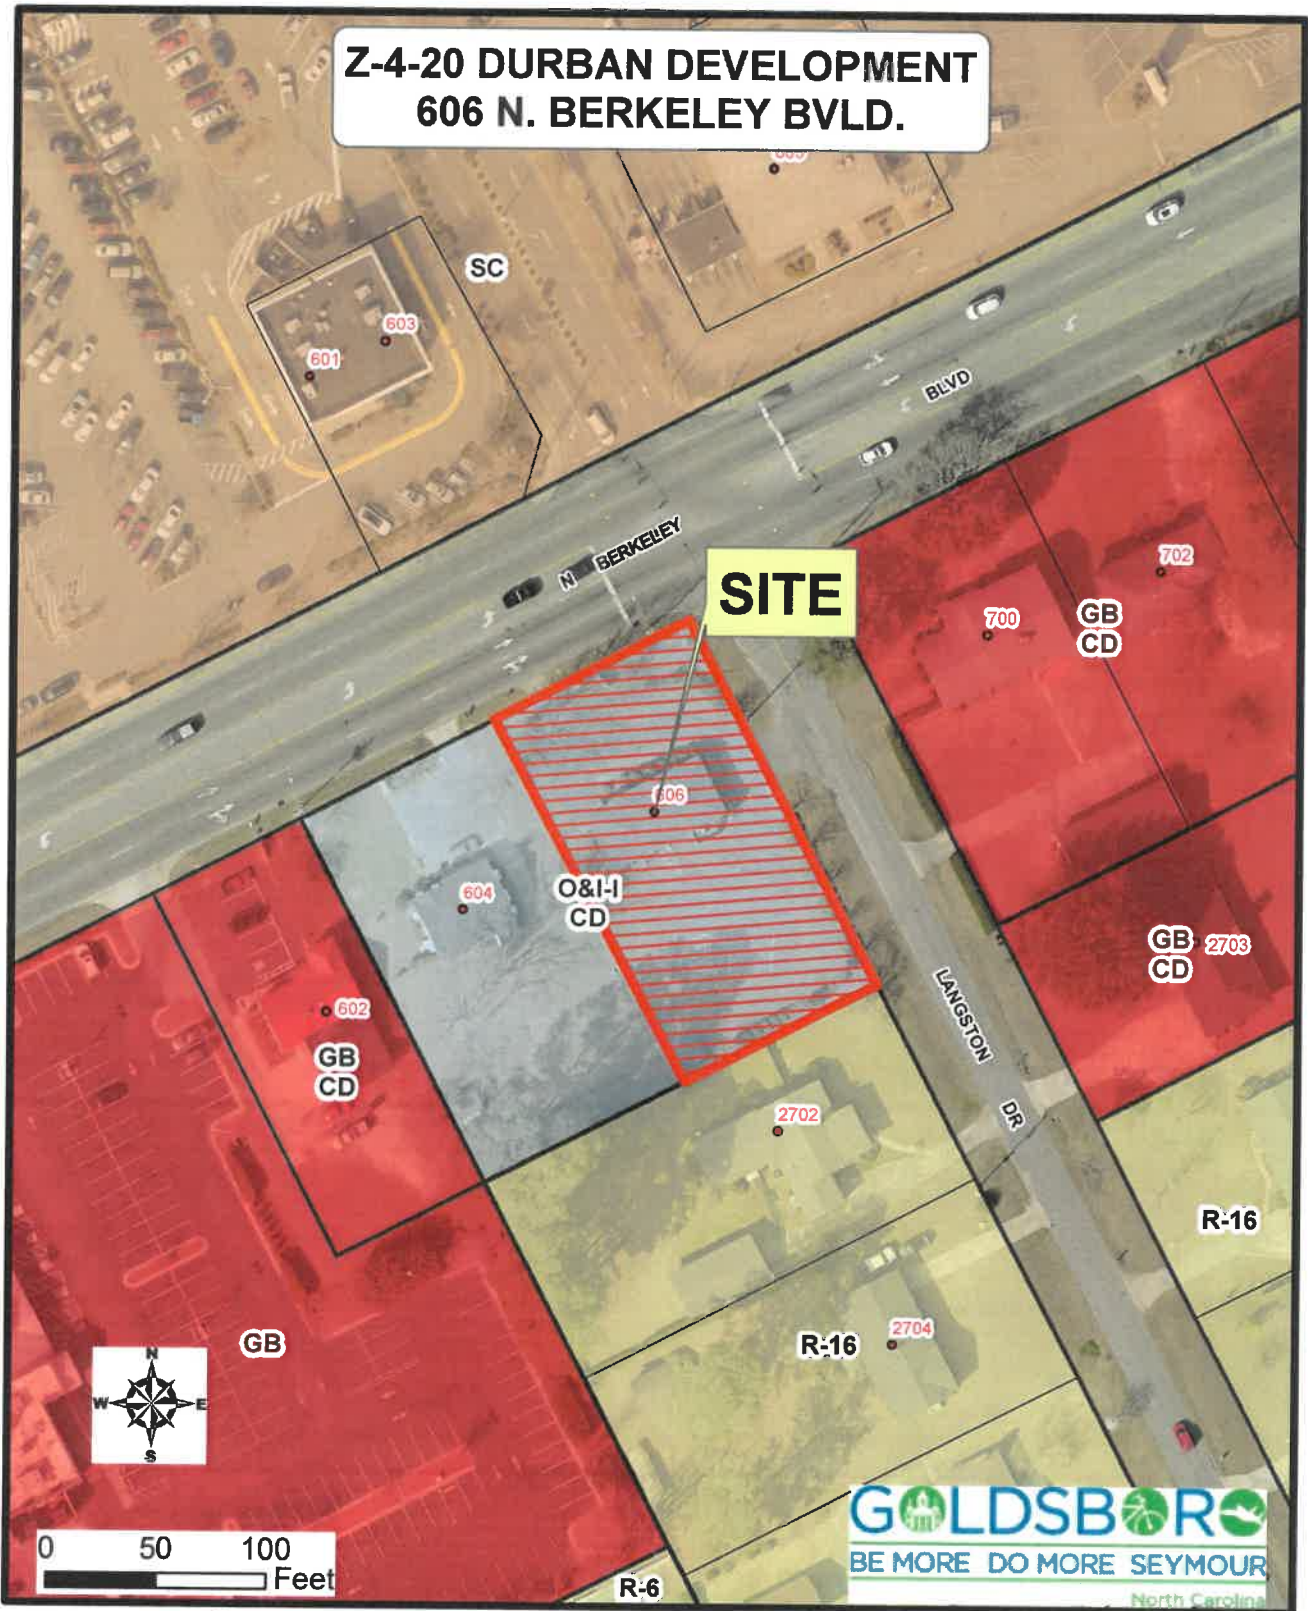 Z-4-20 DURBAN DEVELOPMENT
606 N. BERKELEY BVLD.
SC
603
601
BLVD
N BERKELEY
SITE
702
700
GB
CD
606
604
O&I-I
CD
GB
CD
2703
602
GB
CD
LANGSTON
DR
2702
R-16
2704
R-16
GB
N
W
E
S
0 50 100
Feet
R-6
GOLDSBORO
BE MORE DO MORE SEYMOUR
North Carolina